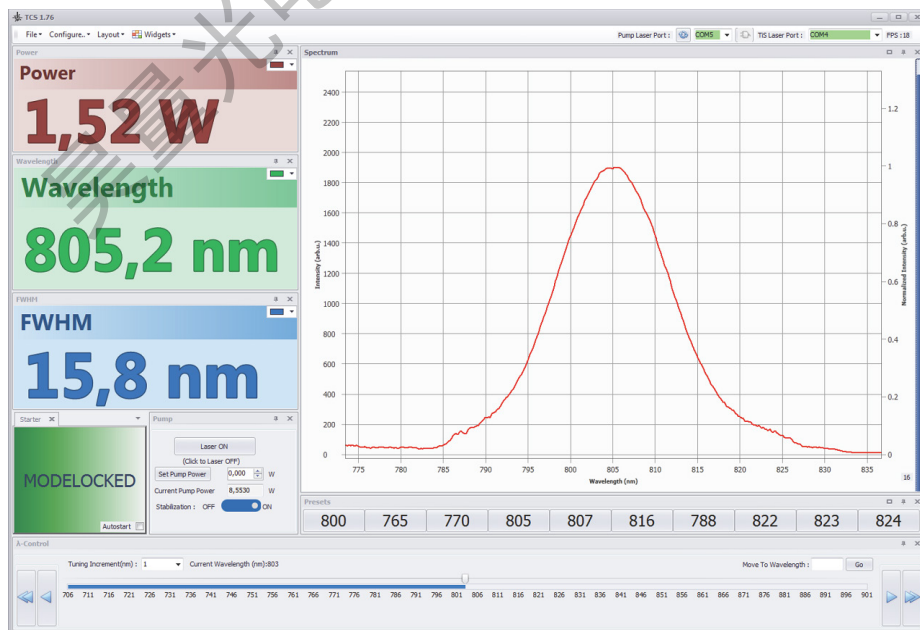 TCS 1.76
File Configure.. Layout Widgets Pump Laser Port : COM5 TIS Laser Port : COM4 FPS :18
Power
Power
1,52 W
Wavelength
Wavelength
805,2 nm
FWHM
FWHM
15,8 nm
Starter
MODELOCKED
Autostart
Pump
Laser ON
(Click to Laser OFF)
Set Pump Power 0,000 W
Current Pump Power 8,5530 W
Stabilization : OFF ON
Spectrum
Intensity (arb.u.)
2400
2200
2000
1800
1600
1400
1200
1000
800
600
400
200
0
1.2
1
0.8
0.6
0.4
0.2
0
Normalized Intensity (arb.u.)
775 780 785 790 795 800 805 810 815 820 825 830 835
Wavelength (nm)
16
Presets
800 765 770 805 807 816 788 822 823 824
λ-Control
Tuning Increment(nm) : 1 Current Wavelength (nm):803 Move To Wavelength : Go
706 711 716 721 726 731 736 741 746 751 756 761 766 771 776 781 786 791 796 801 806 811 816 821 826 831 836 841 846 851 856 861 866 871 876 881 886 891 896 901
昊量光电